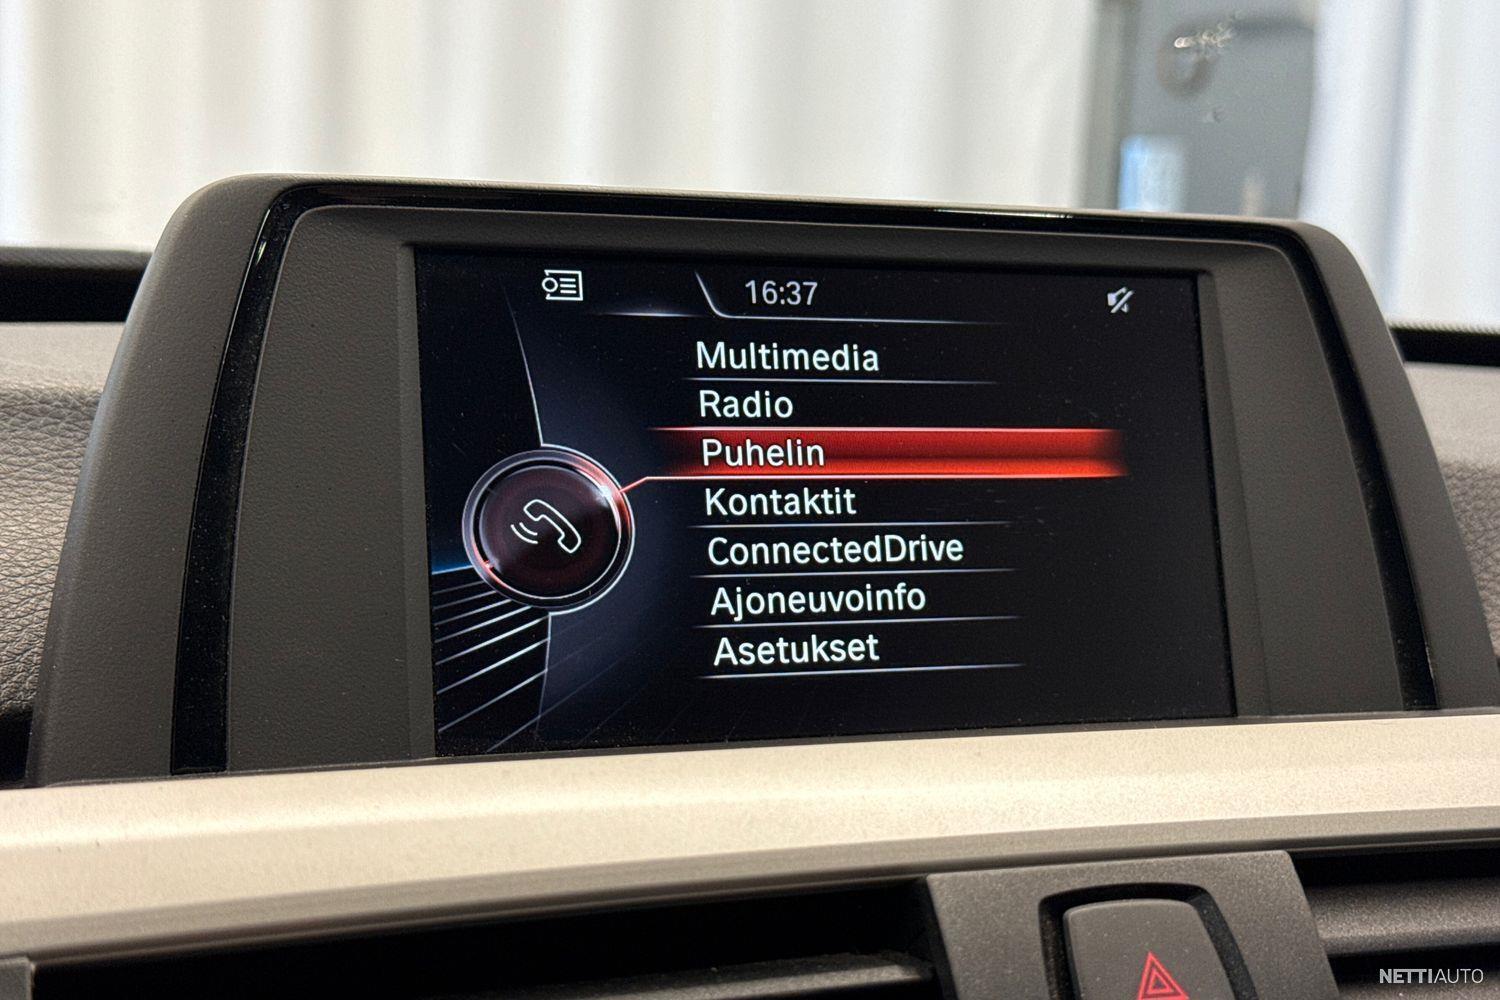 16:37
Multimedia
Radio
Puhelin
Kontaktit
ConnectedDrive
Ajoneuvoinfo
Asetukset
NETTIAUTO